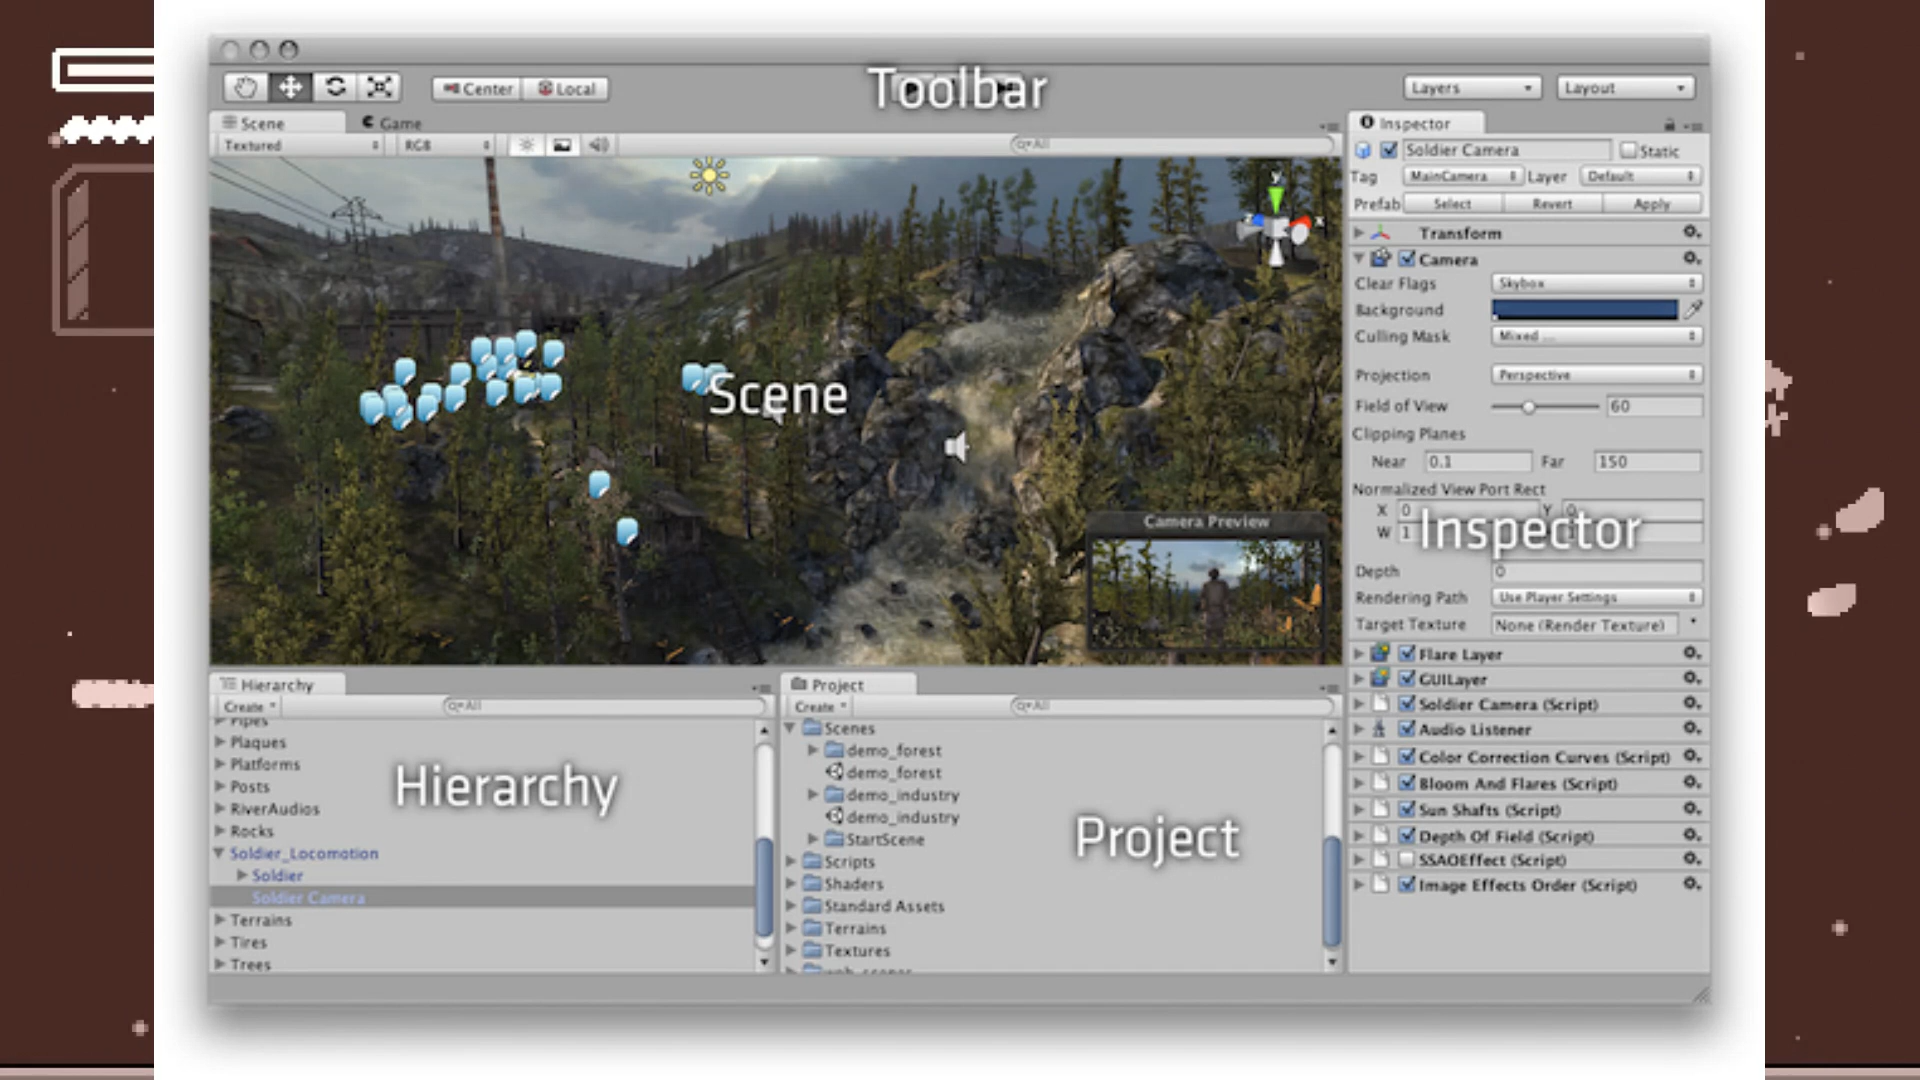 Toolbar
Center Local
Layers Layout
Scene Game
Textured RGB All
Scene
Camera Preview
Inspector
Soldier Camera Static
Tag MainCamera Layer Default
Prefab Select Revert Apply
Transform
Camera
Clear Flags Skybox
Background
Culling Mask Mixed ...
Projection Perspective
Field of View 60
Clipping Planes
Near 0.1 Far 150
Normalized View Port Rect
X 0 Y 0
W 1
Inspector
Depth 0
Rendering Path Use Player Settings
Target Texture None (Render Texture)
Flare Layer
GUILayer
Soldier Camera (Script)
Audio Listener
Color Correction Curves (Script)
Bloom And Flares (Script)
Sun Shafts (Script)
Depth Of Field (Script)
SSAOEffect (Script)
Image Effects Order (Script)
Hierarchy
Create All
Pipes
Plaques
Platforms
Posts
RiverAudios
Rocks
Soldier_Locomotion
Soldier
Soldier Camera
Terrains
Tires
Trees
Hierarchy
Project
Create All
Scenes
demo_forest
demo_forest
demo_industry
demo_industry
StartScene
Scripts
Shaders
Standard Assets
Terrains
Textures
Project